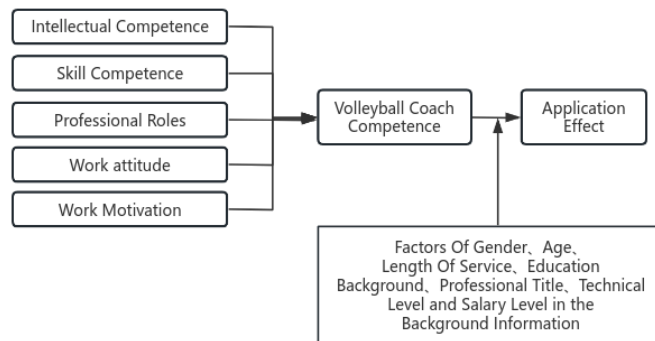 Intellectual Competence
Skill Competence
Professional Roles
Work attitude
Work Motivation
Volleyball Coach
Competence
Application
Effect
Factors Of Gender、Age、
Length Of Service、Education
Background、Professional Title、Technical
Level and Salary Level in the
Background Information